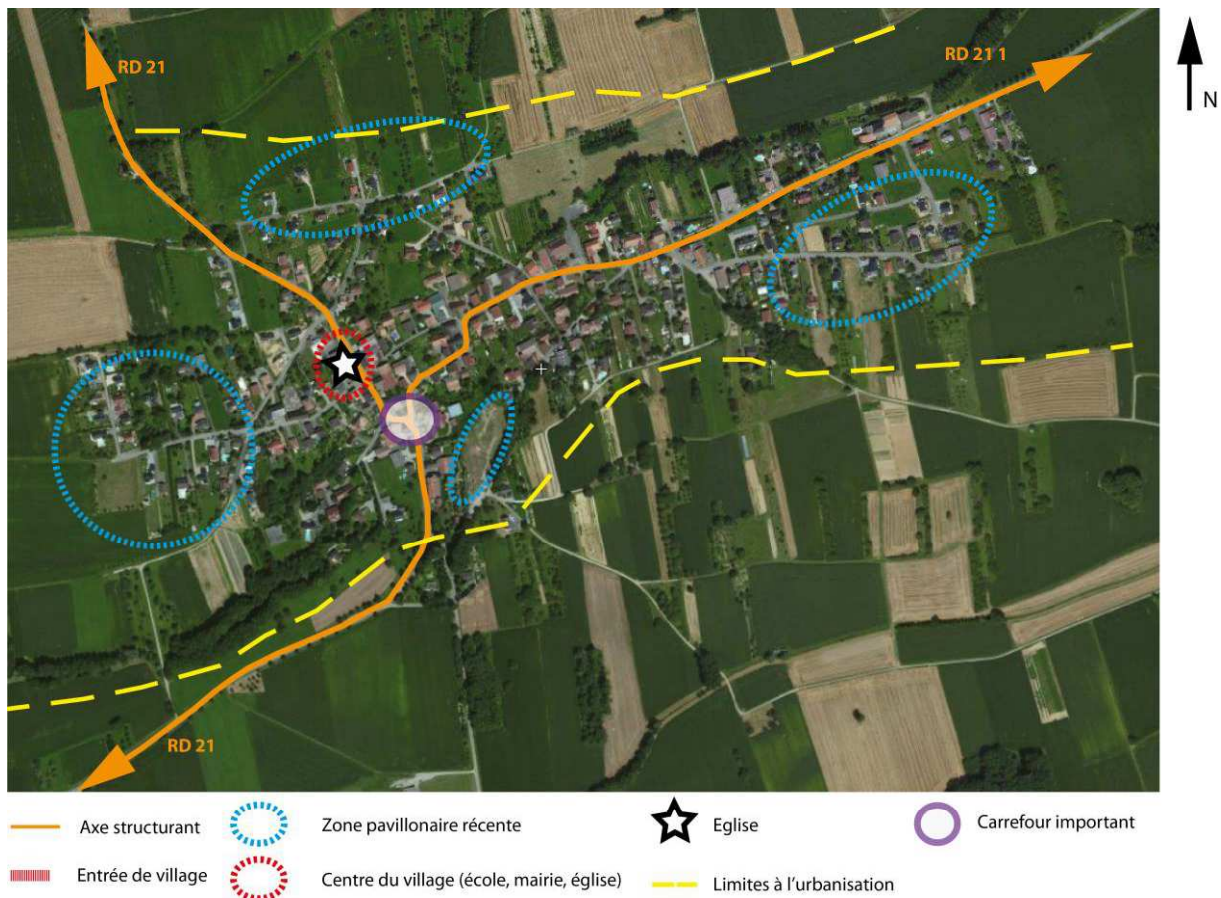 RD 21
RD 21 1
N
RD 21
Axe structurant
Zone pavillonaire récente
Eglise
Carrefour important
Entrée de village
Centre du village (école, mairie, église)
Limites à l'urbanisation